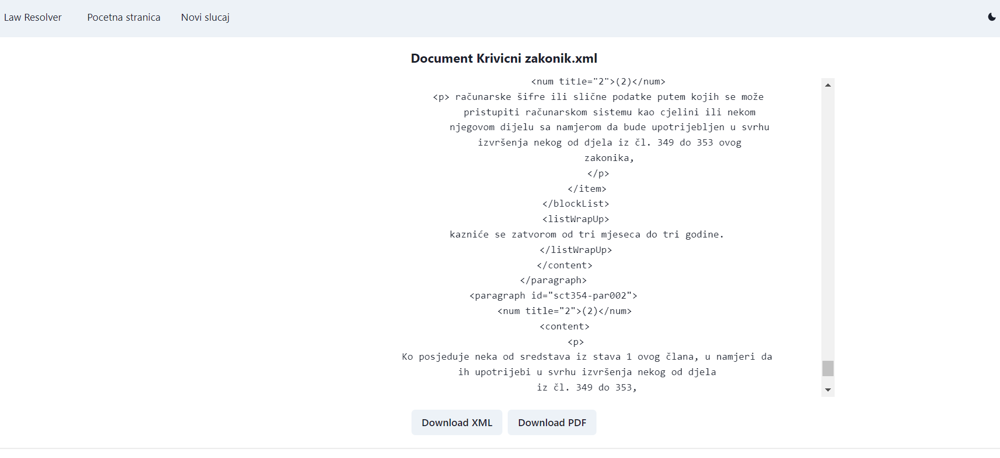 Law Resolver Pocetna stranica Novi slucaj
Document Krivicni zakonik.xml
<num title="2">(2)</num>
<p> računarske šifre ili slične podatke putem kojih se može
pristupiti računarskom sistemu kao cjelini ili nekom
njegovom dijelu sa namjerom da bude upotrijebljen u svrhu
izvršenja nekog od djela iz čl. 349 do 353 ovog
zakonika,
</p>
</item>
</blockList>
<listWrapUp>
kazniće se zatvorom od tri mjeseca do tri godine.
</listWrapUp>
</content>
</paragraph>
<paragraph id="sct354-par002">
<num title="2">(2)</num>
<content>
<p>
Ko posjeduje neka od sredstava iz stava 1 ovog člana, u namjeri da
ih upotrijebi u svrhu izvršenja nekog od djela
iz čl. 349 do 353,
Download XML Download PDF